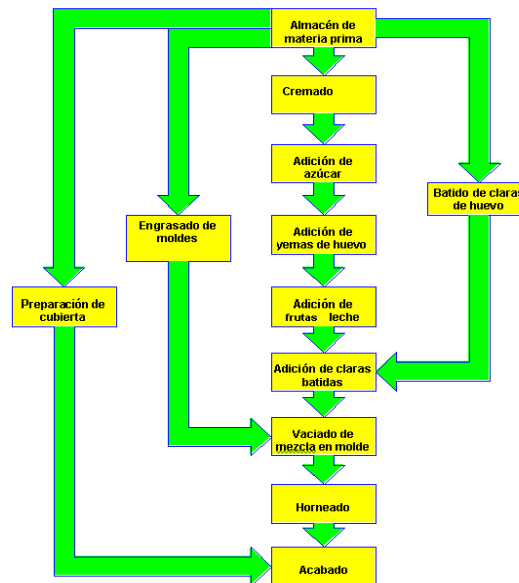 Almacén de
materia prima
Cremado
Adición de
azúcar
Batido de claras
de huevo
Engrasado de
moldes
Adición de
yemas de huevo
Preparación de
cubierta
Adición de
frutas leche
Adición de claras
batidas
Vaciado de
mezcla en molde
Horneado
Acabado